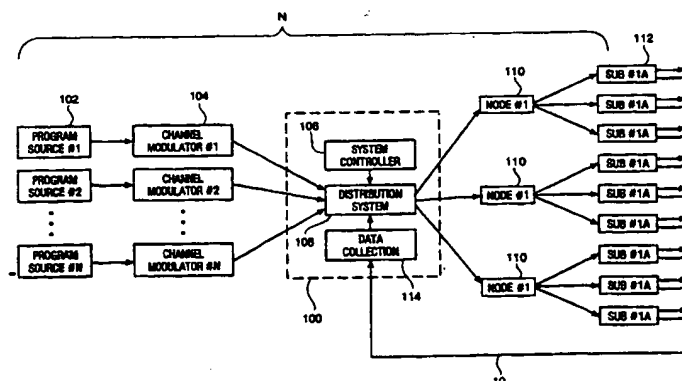 N
102
104
PROGRAM
SOURCE #1
CHANNEL
MODULATOR #1
PROGRAM
SOURCE #2
CHANNEL
MODULATOR #2
PROGRAM
SOURCE #N
CHANNEL
MODULATOR #N
106
SYSTEM
CONTROLLER
DISTRIBUTION
SYSTEM
108
DATA
COLLECTION
114
100
110
NODE #1
110
NODE #1
110
NODE #1
112
SUB #1A
SUB #1A
SUB #1A
SUB #1A
SUB #1A
SUB #1A
SUB #1A
SUB #1A
SUB #1A